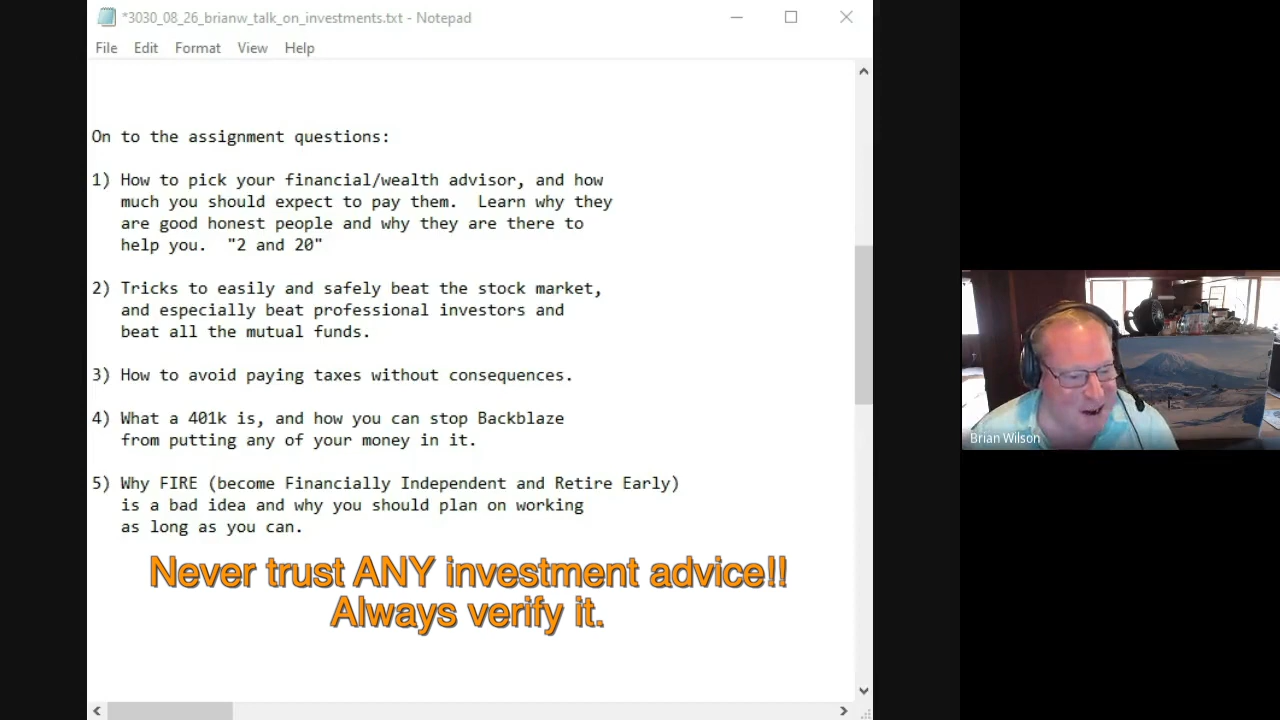 *3030_08_26_brianw_talk_on_investments.txt - Notepad
File Edit Format View Help
On to the assignment questions:
1) How to pick your financial/wealth advisor, and how
much you should expect to pay them.  Learn why they
are good honest people and why they are there to
help you.  "2 and 20"
2) Tricks to easily and safely beat the stock market,
and especially beat professional investors and
beat all the mutual funds.
3) How to avoid paying taxes without consequences.
4) What a 401k is, and how you can stop Backblaze
from putting any of your money in it.
5) Why FIRE (become Financially Independent and Retire Early)
is a bad idea and why you should plan on working
as long as you can.
Never trust ANY investment advice!!
Always verify it.
Brian Wilson